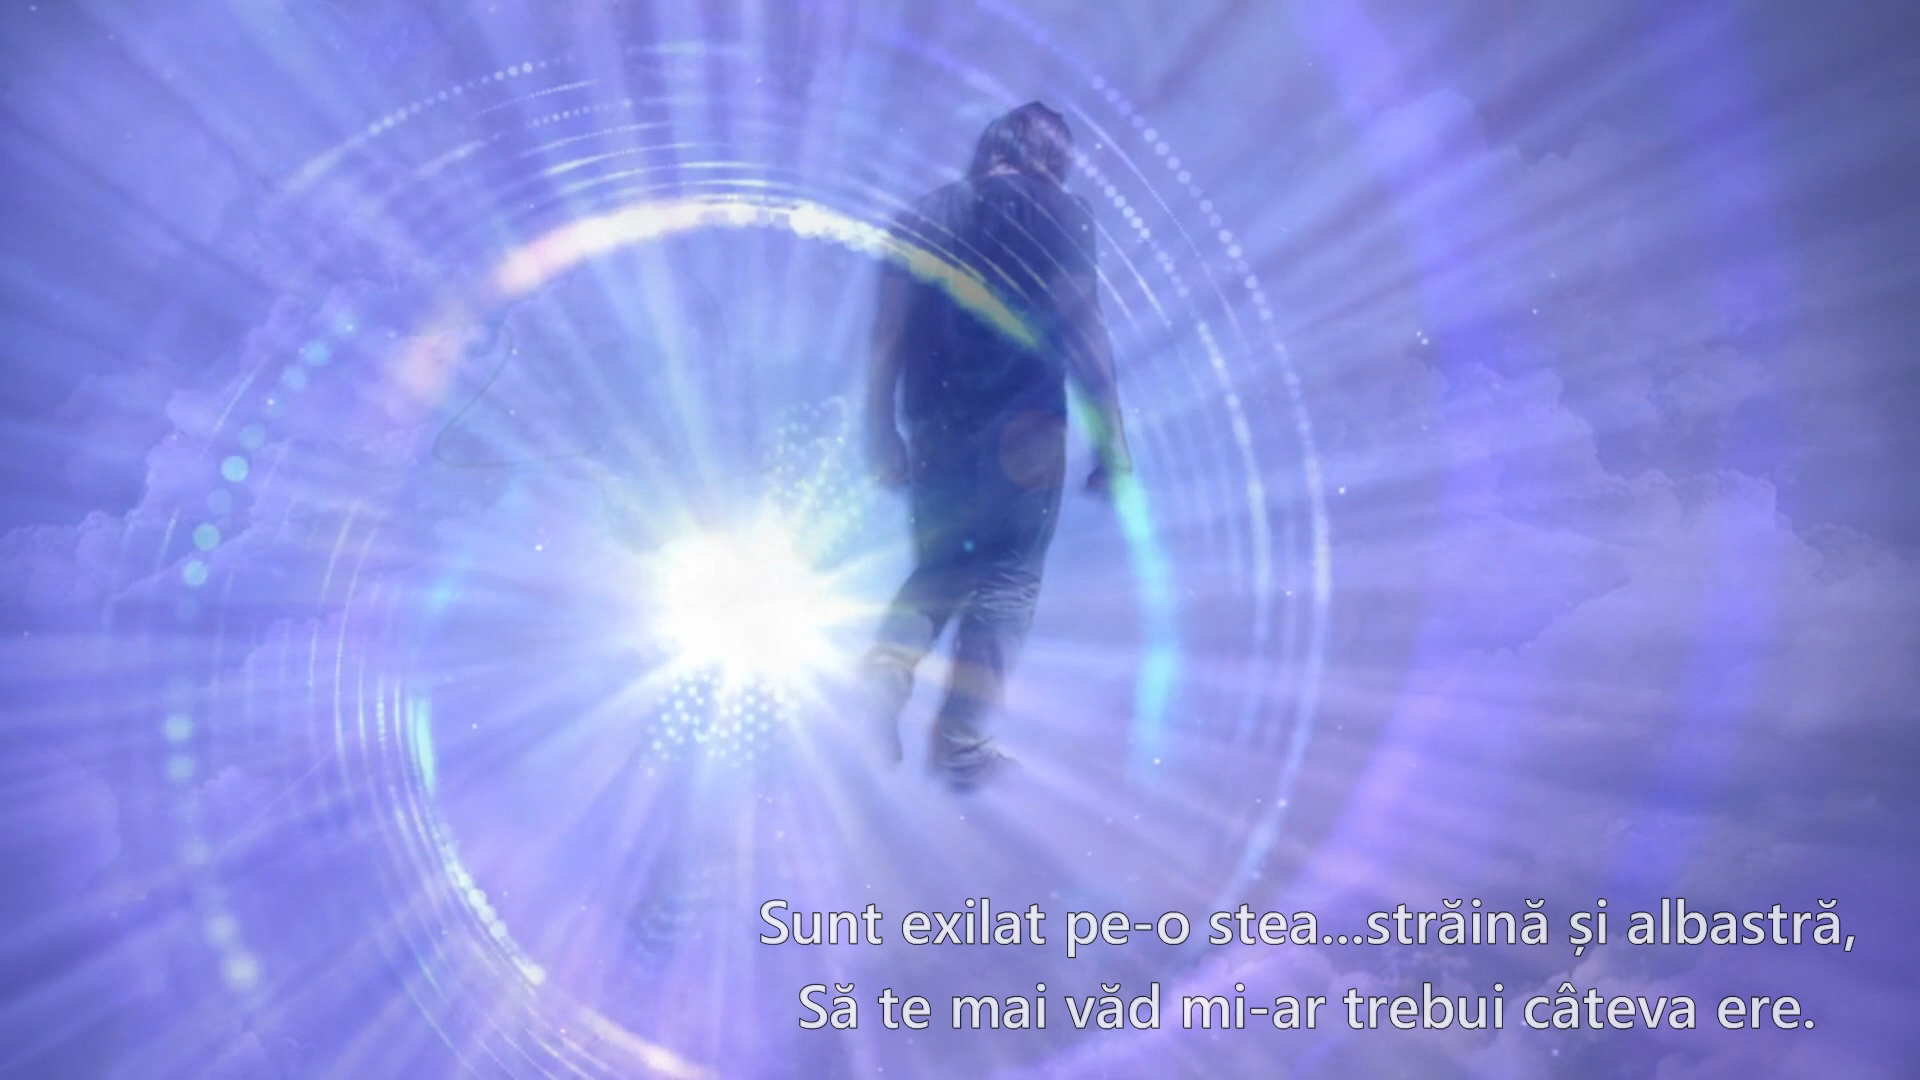 Sunt exilat pe-o stea...străină și albastră,
Să te mai văd mi-ar trebui câteva ere.